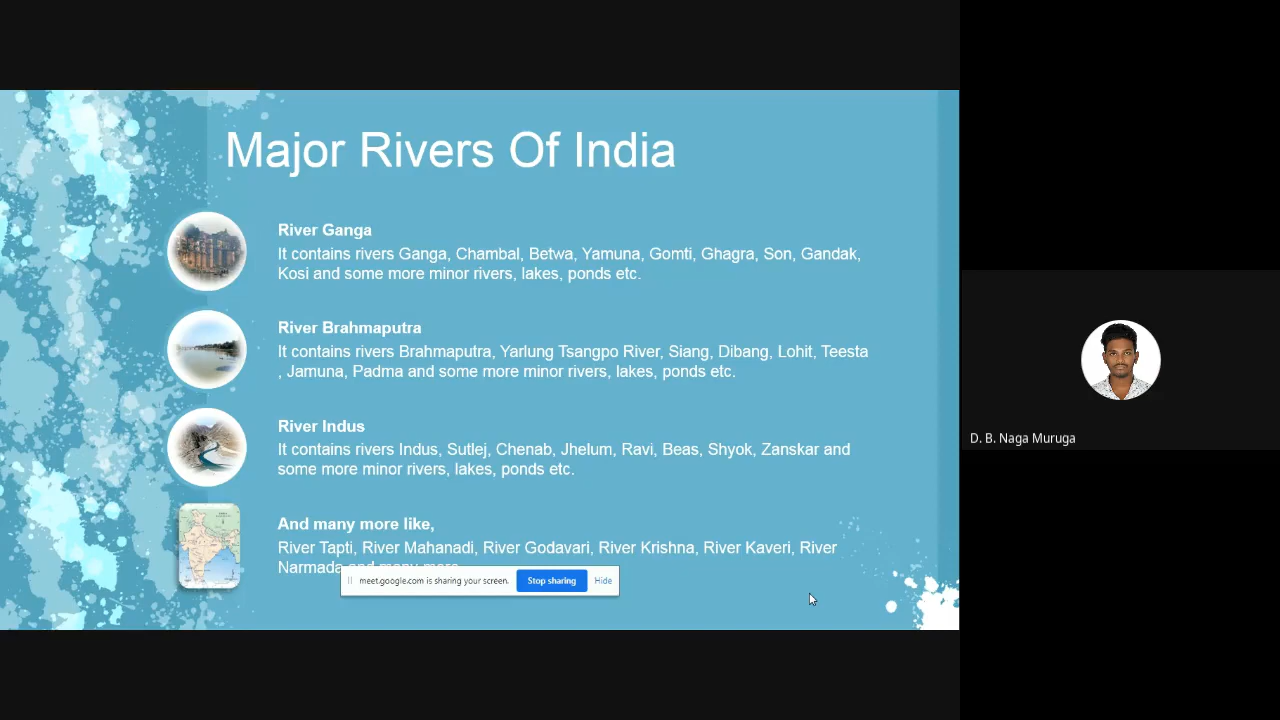 Major Rivers Of India
River Ganga
It contains rivers Ganga, Chambal, Betwa, Yamuna, Gomti, Ghagra, Son, Gandak,
Kosi and some more minor rivers, lakes, ponds etc.
River Brahmaputra
It contains rivers Brahmaputra, Yarlung Tsangpo River, Siang, Dibang, Lohit, Teesta
, Jamuna, Padma and some more minor rivers, lakes, ponds etc.
River Indus
It contains rivers Indus, Sutlej, Chenab, Jhelum, Ravi, Beas, Shyok, Zanskar and
some more minor rivers, lakes, ponds etc.
And many more like,
River Tapti, River Mahanadi, River Godavari, River Krishna, River Kaveri, River
Narmada and many more
meet.google.com is sharing your screen. Stop sharing Hide
D. B. Naga Muruga